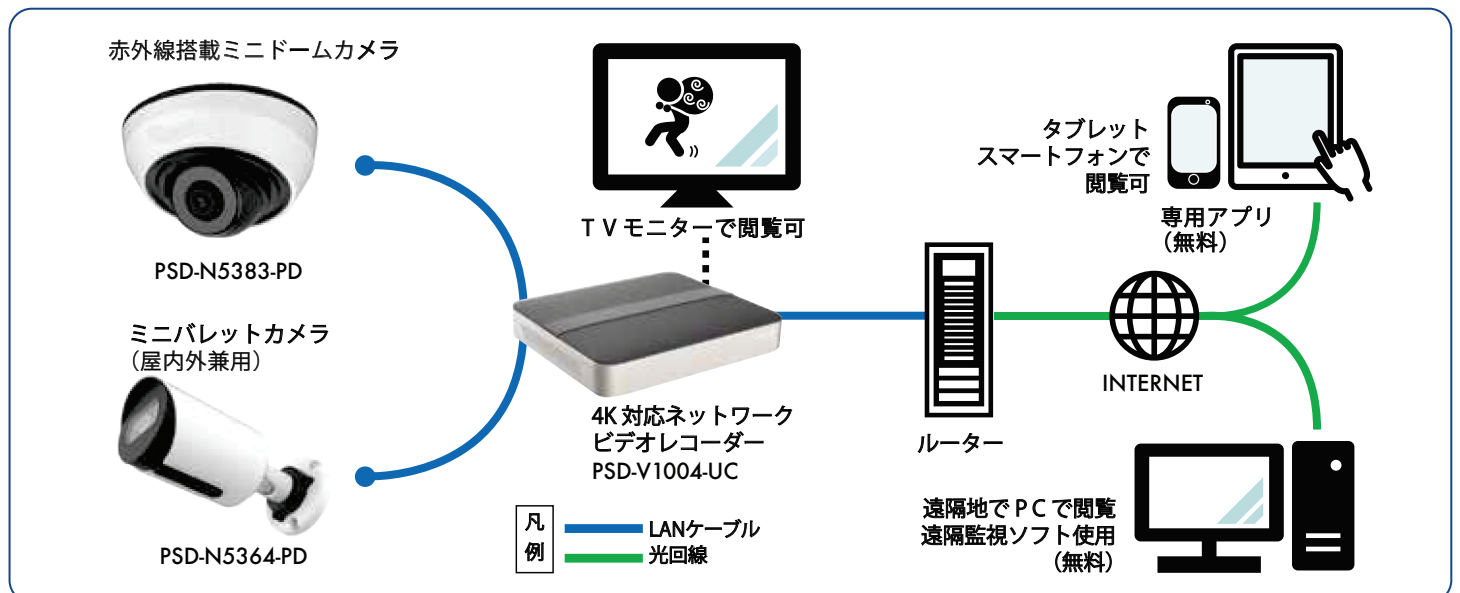 赤外線搭載ミニドームカメラ
PSD-N5383-PD
ミニバレットカメラ
（屋内外兼用）
PSD-N5364-PD
ＴＶモニターで閲覧可
4K 対応ネットワーク
ビデオレコーダー
PSD-V1004-UC
凡例
LANケーブル
光回線
ルーター
INTERNET
タブレット
スマートフォンで
閲覧可
専用アプリ
（無料）
遠隔地でＰＣで閲覧
遠隔監視ソフト使用
（無料）